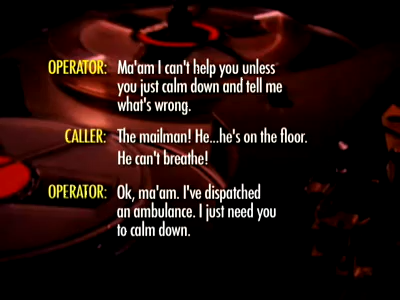 OPERATOR: Ma'am I can't help you unless
you just calm down and tell me
what's wrong.
CALLER: The mailman! He...he's on the floor.
He can't breathe!
OPERATOR: Ok, ma'am. I've dispatched
an ambulance. I just need you
to calm down.